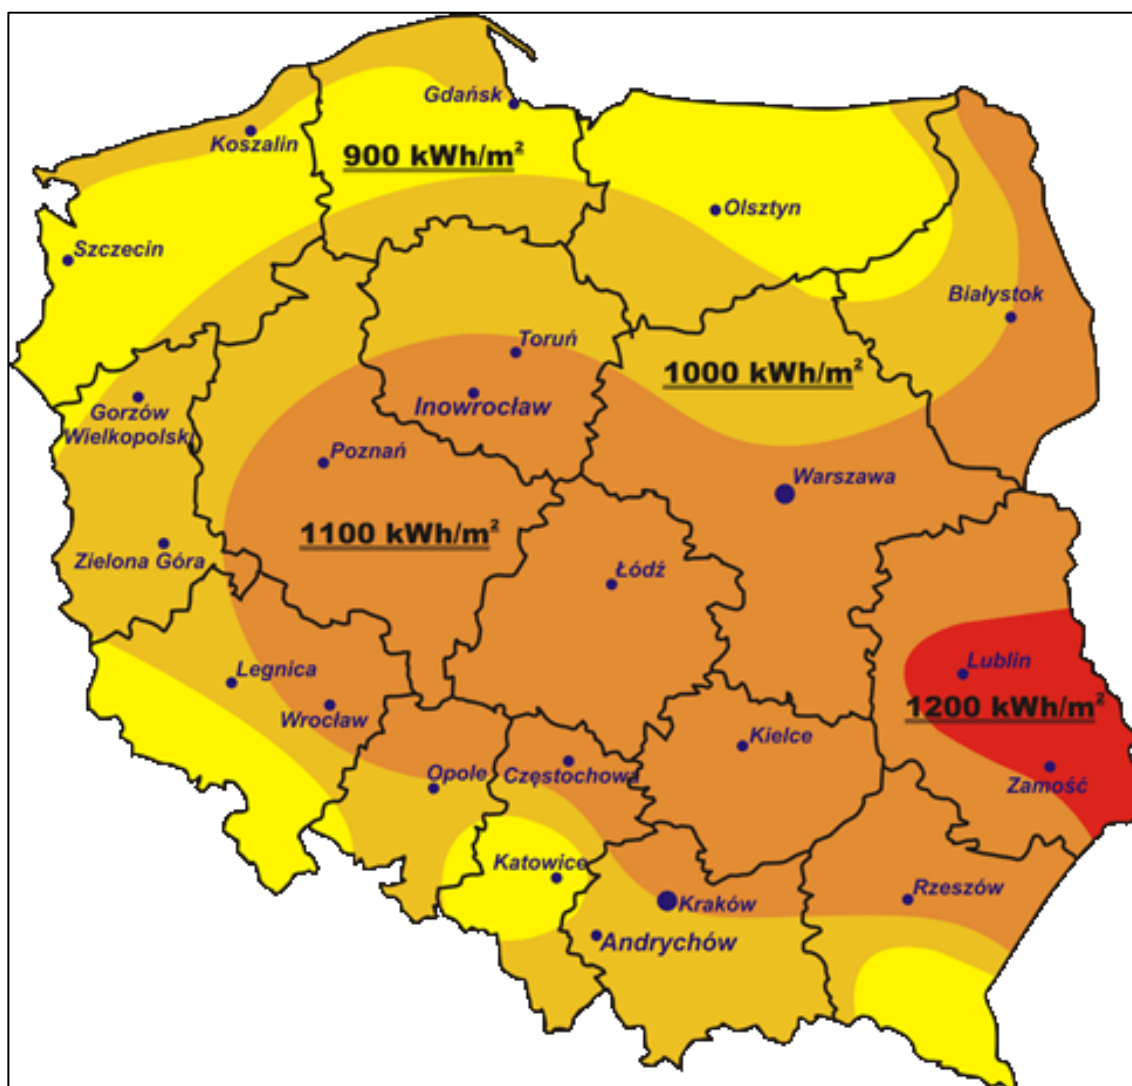 Gdańsk
Koszalin
900 kWh/m²
Olsztyn
Szczecin
Białystok
Toruń
1000 kWh/m²
Gorzów
Wielkopolski
Inowrocław
Poznań
Warszawa
1100 kWh/m²
Zielona Góra
Łódź
Legnica
Lublin
Wrocław
1200 kWh/m²
Kielce
Opole
Częstochowa
Zamość
Katowice
Rzeszów
Kraków
Andrychów